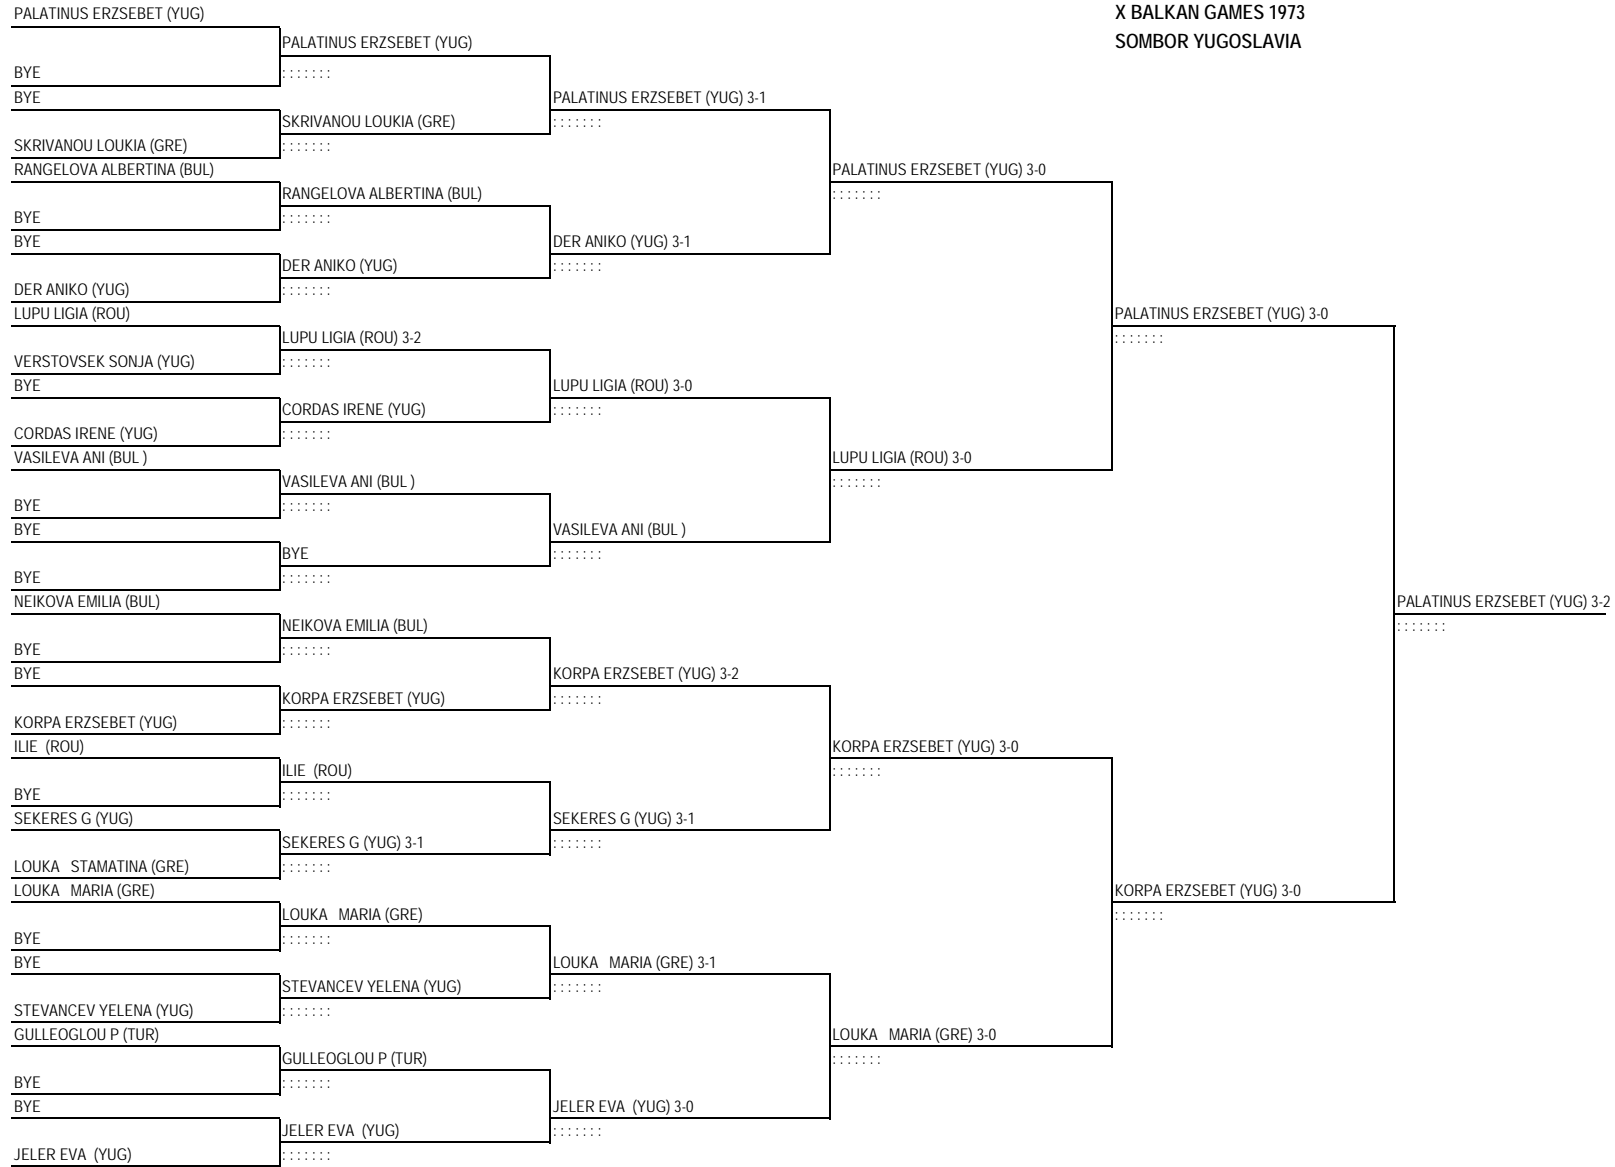 X BALKAN GAMES 1973
SOMBOR YUGOSLAVIA
PALATINUS ERZSEBET (YUG)
BYE
BYE
SKRIVANOU LOUKIA (GRE)
RANGELOVA ALBERTINA (BUL)
BYE
BYE
DER ANIKO (YUG)
LUPU LIGIA (ROU)
VERSTOVSEK SONJA (YUG)
BYE
CORDAS IRENE (YUG)
VASILEVA ANI (BUL )
BYE
BYE
BYE
NEIKOVA EMILIA (BUL)
BYE
BYE
KORPA ERZSEBET (YUG)
ILIE (ROU)
BYE
SEKERES G (YUG)
LOUKA STAMATINA (GRE)
LOUKA MARIA (GRE)
BYE
BYE
STEVANCEV YELENA (YUG)
GULLEOGLOU P (TUR)
BYE
BYE
JELER EVA (YUG)
PALATINUS ERZSEBET (YUG)
: : : : : : :
SKRIVANOU LOUKIA (GRE)
: : : : : : :
RANGELOVA ALBERTINA (BUL)
: : : : : : :
DER ANIKO (YUG)
: : : : : : :
LUPU LIGIA (ROU) 3-2
: : : : : : :
CORDAS IRENE (YUG)
: : : : : : :
VASILEVA ANI (BUL )
: : : : : : :
BYE
: : : : : : :
NEIKOVA EMILIA (BUL)
: : : : : : :
KORPA ERZSEBET (YUG)
: : : : : : :
ILIE (ROU)
: : : : : : :
SEKERES G (YUG) 3-1
: : : : : : :
LOUKA MARIA (GRE)
: : : : : : :
STEVANCEV YELENA (YUG)
: : : : : : :
GULLEOGLOU P (TUR)
: : : : : : :
JELER EVA (YUG)
: : : : : : :
PALATINUS ERZSEBET (YUG) 3-1
: : : : : : :
DER ANIKO (YUG) 3-1
: : : : : : :
LUPU LIGIA (ROU) 3-0
: : : : : : :
VASILEVA ANI (BUL )
: : : : : : :
KORPA ERZSEBET (YUG) 3-2
: : : : : : :
SEKERES G (YUG) 3-1
: : : : : : :
LOUKA MARIA (GRE) 3-1
: : : : : : :
JELER EVA (YUG) 3-0
: : : : : : :
PALATINUS ERZSEBET (YUG) 3-0
: : : : : : :
LUPU LIGIA (ROU) 3-0
: : : : : : :
KORPA ERZSEBET (YUG) 3-0
: : : : : : :
LOUKA MARIA (GRE) 3-0
: : : : : : :
PALATINUS ERZSEBET (YUG) 3-0
: : : : : : :
KORPA ERZSEBET (YUG) 3-0
: : : : : : :
PALATINUS ERZSEBET (YUG) 3-2
: : : : : : :